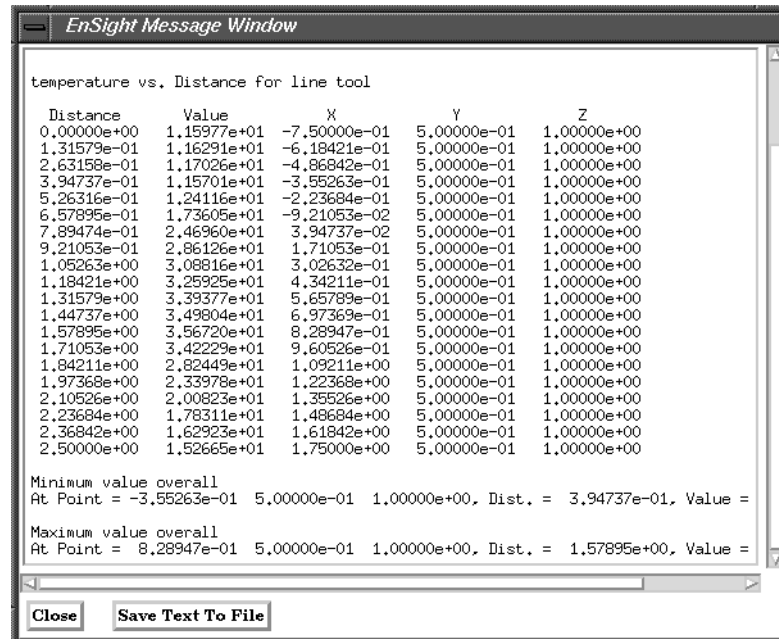 EnSight Message Window
temperature vs. Distance for line tool
Distance Value X Y Z
0.00000e+00 1.15977e+01 -7.50000e-01 5.00000e-01 1.00000e+00
1.31579e-01 1.16291e+01 -6.18421e-01 5.00000e-01 1.00000e+00
2.63158e-01 1.17026e+01 -4.86842e-01 5.00000e-01 1.00000e+00
3.94737e-01 1.15701e+01 -3.55263e-01 5.00000e-01 1.00000e+00
5.26316e-01 1.24116e+01 -2.23684e-01 5.00000e-01 1.00000e+00
6.57895e-01 1.73605e+01 -9.21053e-02 5.00000e-01 1.00000e+00
7.89474e-01 2.46960e+01 3.94737e-02 5.00000e-01 1.00000e+00
9.21053e-01 2.86126e+01 1.71053e-01 5.00000e-01 1.00000e+00
1.05263e+00 3.08816e+01 3.02632e-01 5.00000e-01 1.00000e+00
1.18421e+00 3.25925e+01 4.34211e-01 5.00000e-01 1.00000e+00
1.31579e+00 3.39377e+01 5.65789e-01 5.00000e-01 1.00000e+00
1.44737e+00 3.49804e+01 6.97369e-01 5.00000e-01 1.00000e+00
1.57895e+00 3.56720e+01 8.28947e-01 5.00000e-01 1.00000e+00
1.71053e+00 3.42229e+01 9.60526e-01 5.00000e-01 1.00000e+00
1.84211e+00 2.82449e+01 1.09211e+00 5.00000e-01 1.00000e+00
1.97368e+00 2.33978e+01 1.22368e+00 5.00000e-01 1.00000e+00
2.10526e+00 2.00823e+01 1.35526e+00 5.00000e-01 1.00000e+00
2.23684e+00 1.78311e+01 1.48684e+00 5.00000e-01 1.00000e+00
2.36842e+00 1.62923e+01 1.61842e+00 5.00000e-01 1.00000e+00
2.50000e+00 1.52665e+01 1.75000e+00 5.00000e-01 1.00000e+00
Minimum value overall
At Point = -3.55263e-01 5.00000e-01 1.00000e+00, Dist. = 3.94737e-01, Value =
Maximum value overall
At Point = 8.28947e-01 5.00000e-01 1.00000e+00, Dist. = 1.57895e+00, Value =
Close Save Text To File